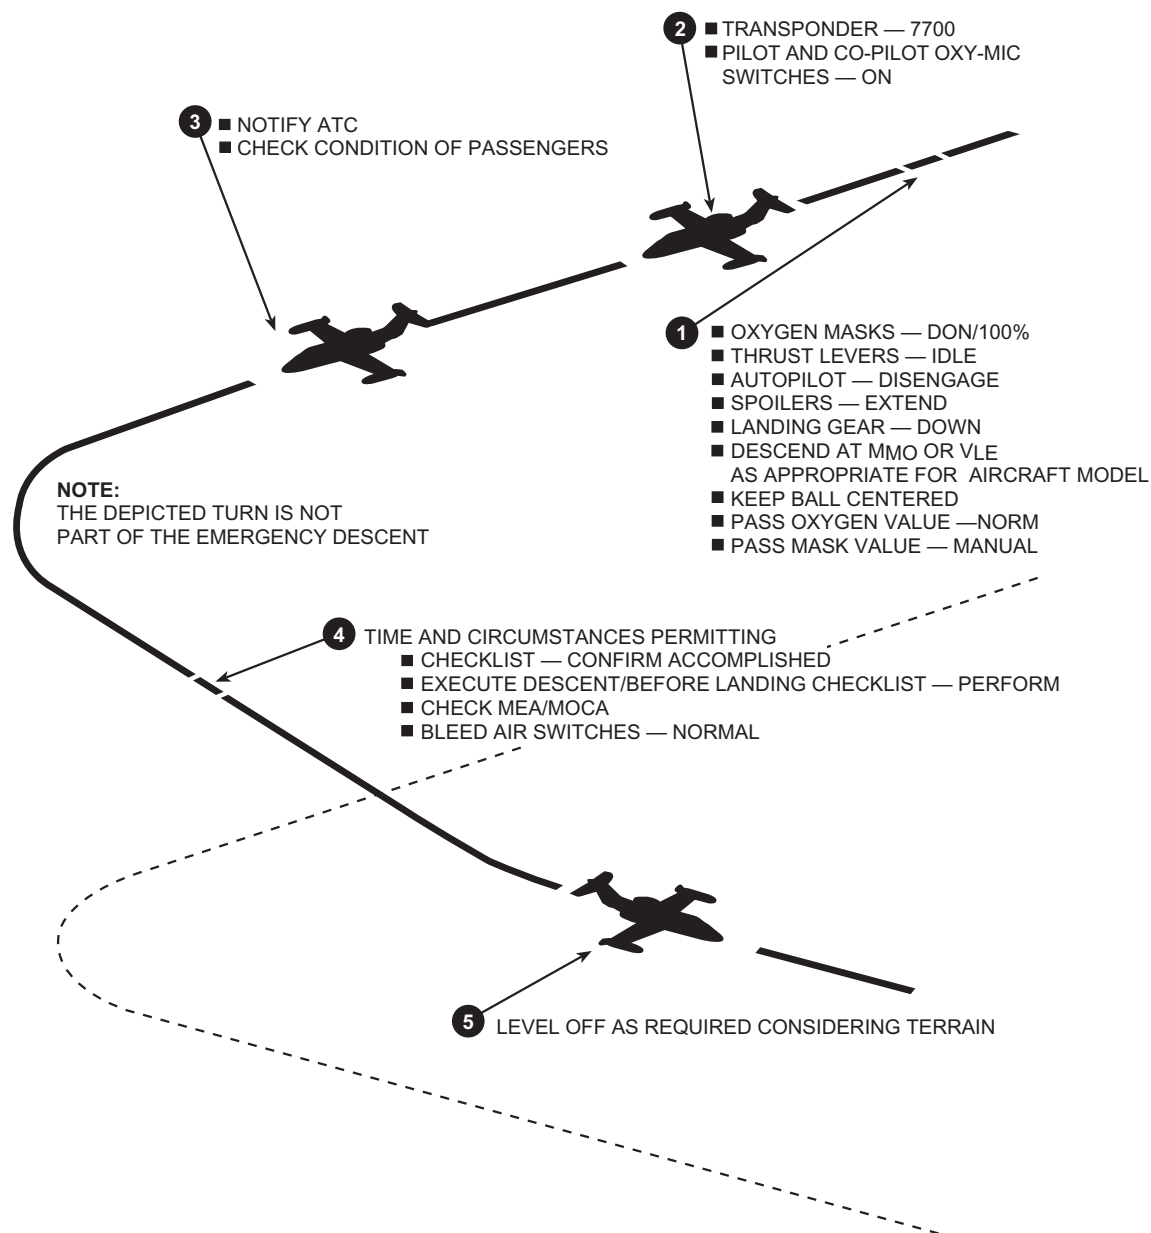 2
■ TRANSPONDER — 7700
■ PILOT AND CO-PILOT OXY-MIC
SWITCHES — ON
3
■ NOTIFY ATC
■ CHECK CONDITION OF PASSENGERS
1
■ OXYGEN MASKS — DON/100%
■ THRUST LEVERS — IDLE
■ AUTOPILOT — DISENGAGE
■ SPOILERS — EXTEND
■ LANDING GEAR — DOWN
■ DESCEND AT MMO OR VLE
AS APPROPRIATE FOR AIRCRAFT MODEL
■ KEEP BALL CENTERED
■ PASS OXYGEN VALUE —NORM
■ PASS MASK VALUE — MANUAL
NOTE:
THE DEPICTED TURN IS NOT
PART OF THE EMERGENCY DESCENT
4
TIME AND CIRCUMSTANCES PERMITTING
■ CHECKLIST — CONFIRM ACCOMPLISHED
■ EXECUTE DESCENT/BEFORE LANDING CHECKLIST — PERFORM
■ CHECK MEA/MOCA
■ BLEED AIR SWITCHES — NORMAL
5
LEVEL OFF AS REQUIRED CONSIDERING TERRAIN